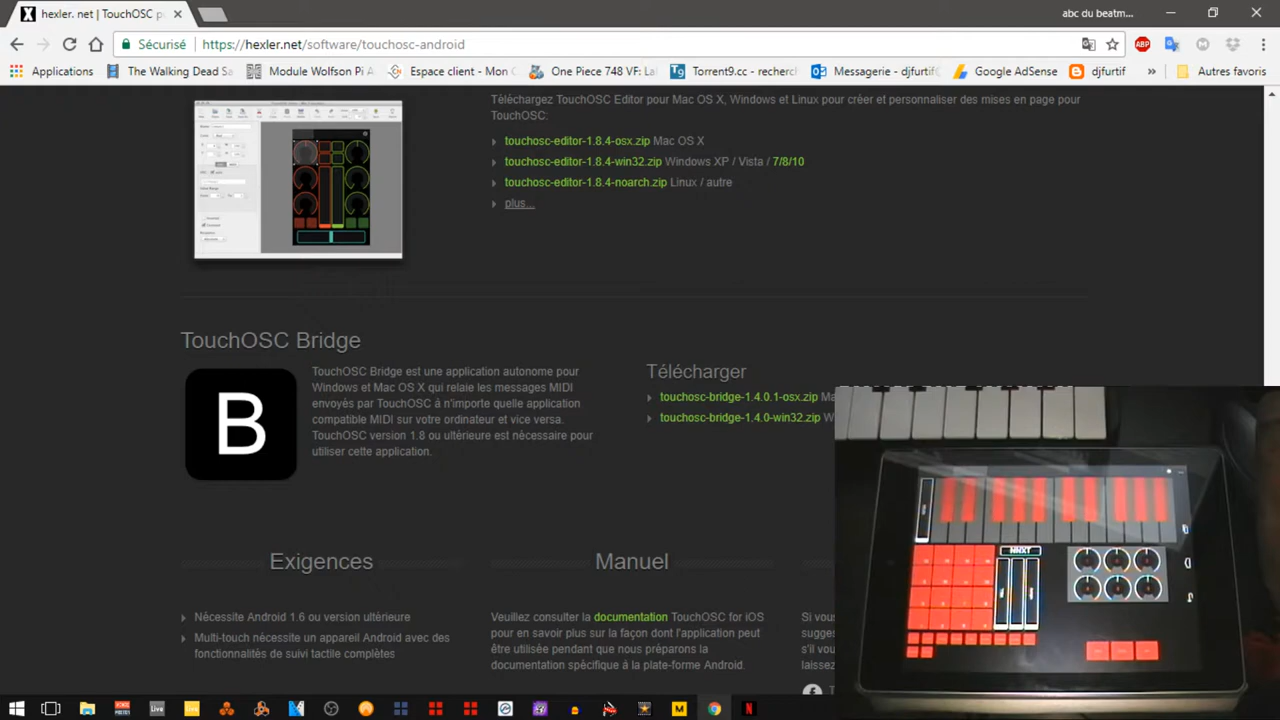 hexler. net | TouchOSC p
abc du beatm...
Sécurisé
https://hexler.net/software/touchosc-android
Applications
The Walking Dead Sa
Module Wolfson Pi A
Espace client - Mon C
One Piece 748 VF: La
Torrent9.cc - recherc
Messagerie - djfurtif
Google AdSense
djfurtif
»
Autres favoris
Téléchargez TouchOSC Editor pour Mac OS X, Windows et Linux pour créer et personnaliser des mises en page pour
TouchOSC:
touchosc-editor-1.8.4-osx.zip Mac OS X
touchosc-editor-1.8.4-win32.zip Windows XP / Vista / 7/8/10
touchosc-editor-1.8.4-noarch.zip Linux / autre
plus...
TouchOSC Bridge
B
TouchOSC Bridge est une application autonome pour
Windows et Mac OS X qui relaie les messages MIDI
envoyés par TouchOSC à n'importe quelle application
compatible MIDI sur votre ordinateur et vice versa.
TouchOSC version 1.8 ou ultérieure est nécessaire pour
utiliser cette application.
Télécharger
touchosc-bridge-1.4.0.1-osx.zip Ma
touchosc-bridge-1.4.0-win32.zip W
NNXT
Exigences
Nécessite Android 1.6 ou version ultérieure
Multi-touch nécessite un appareil Android avec des
fonctionnalités de suivi tactile complètes
Manuel
Veuillez consulter la documentation TouchOSC for iOS
pour en savoir plus sur la façon dont l'application peut
être utilisée pendant que nous préparons la
documentation spécifique à la plate-forme Android.
Si vous
sugges
s'il vou
laissez